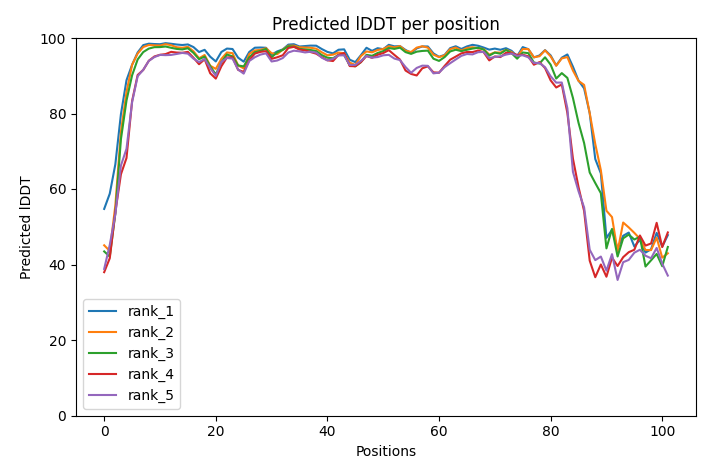 Predicted lDDT per position
Predicted lDDT
100
80
60
40
20
0
rank_1
rank_2
rank_3
rank_4
rank_5
0 20 40 60 80 100
Positions